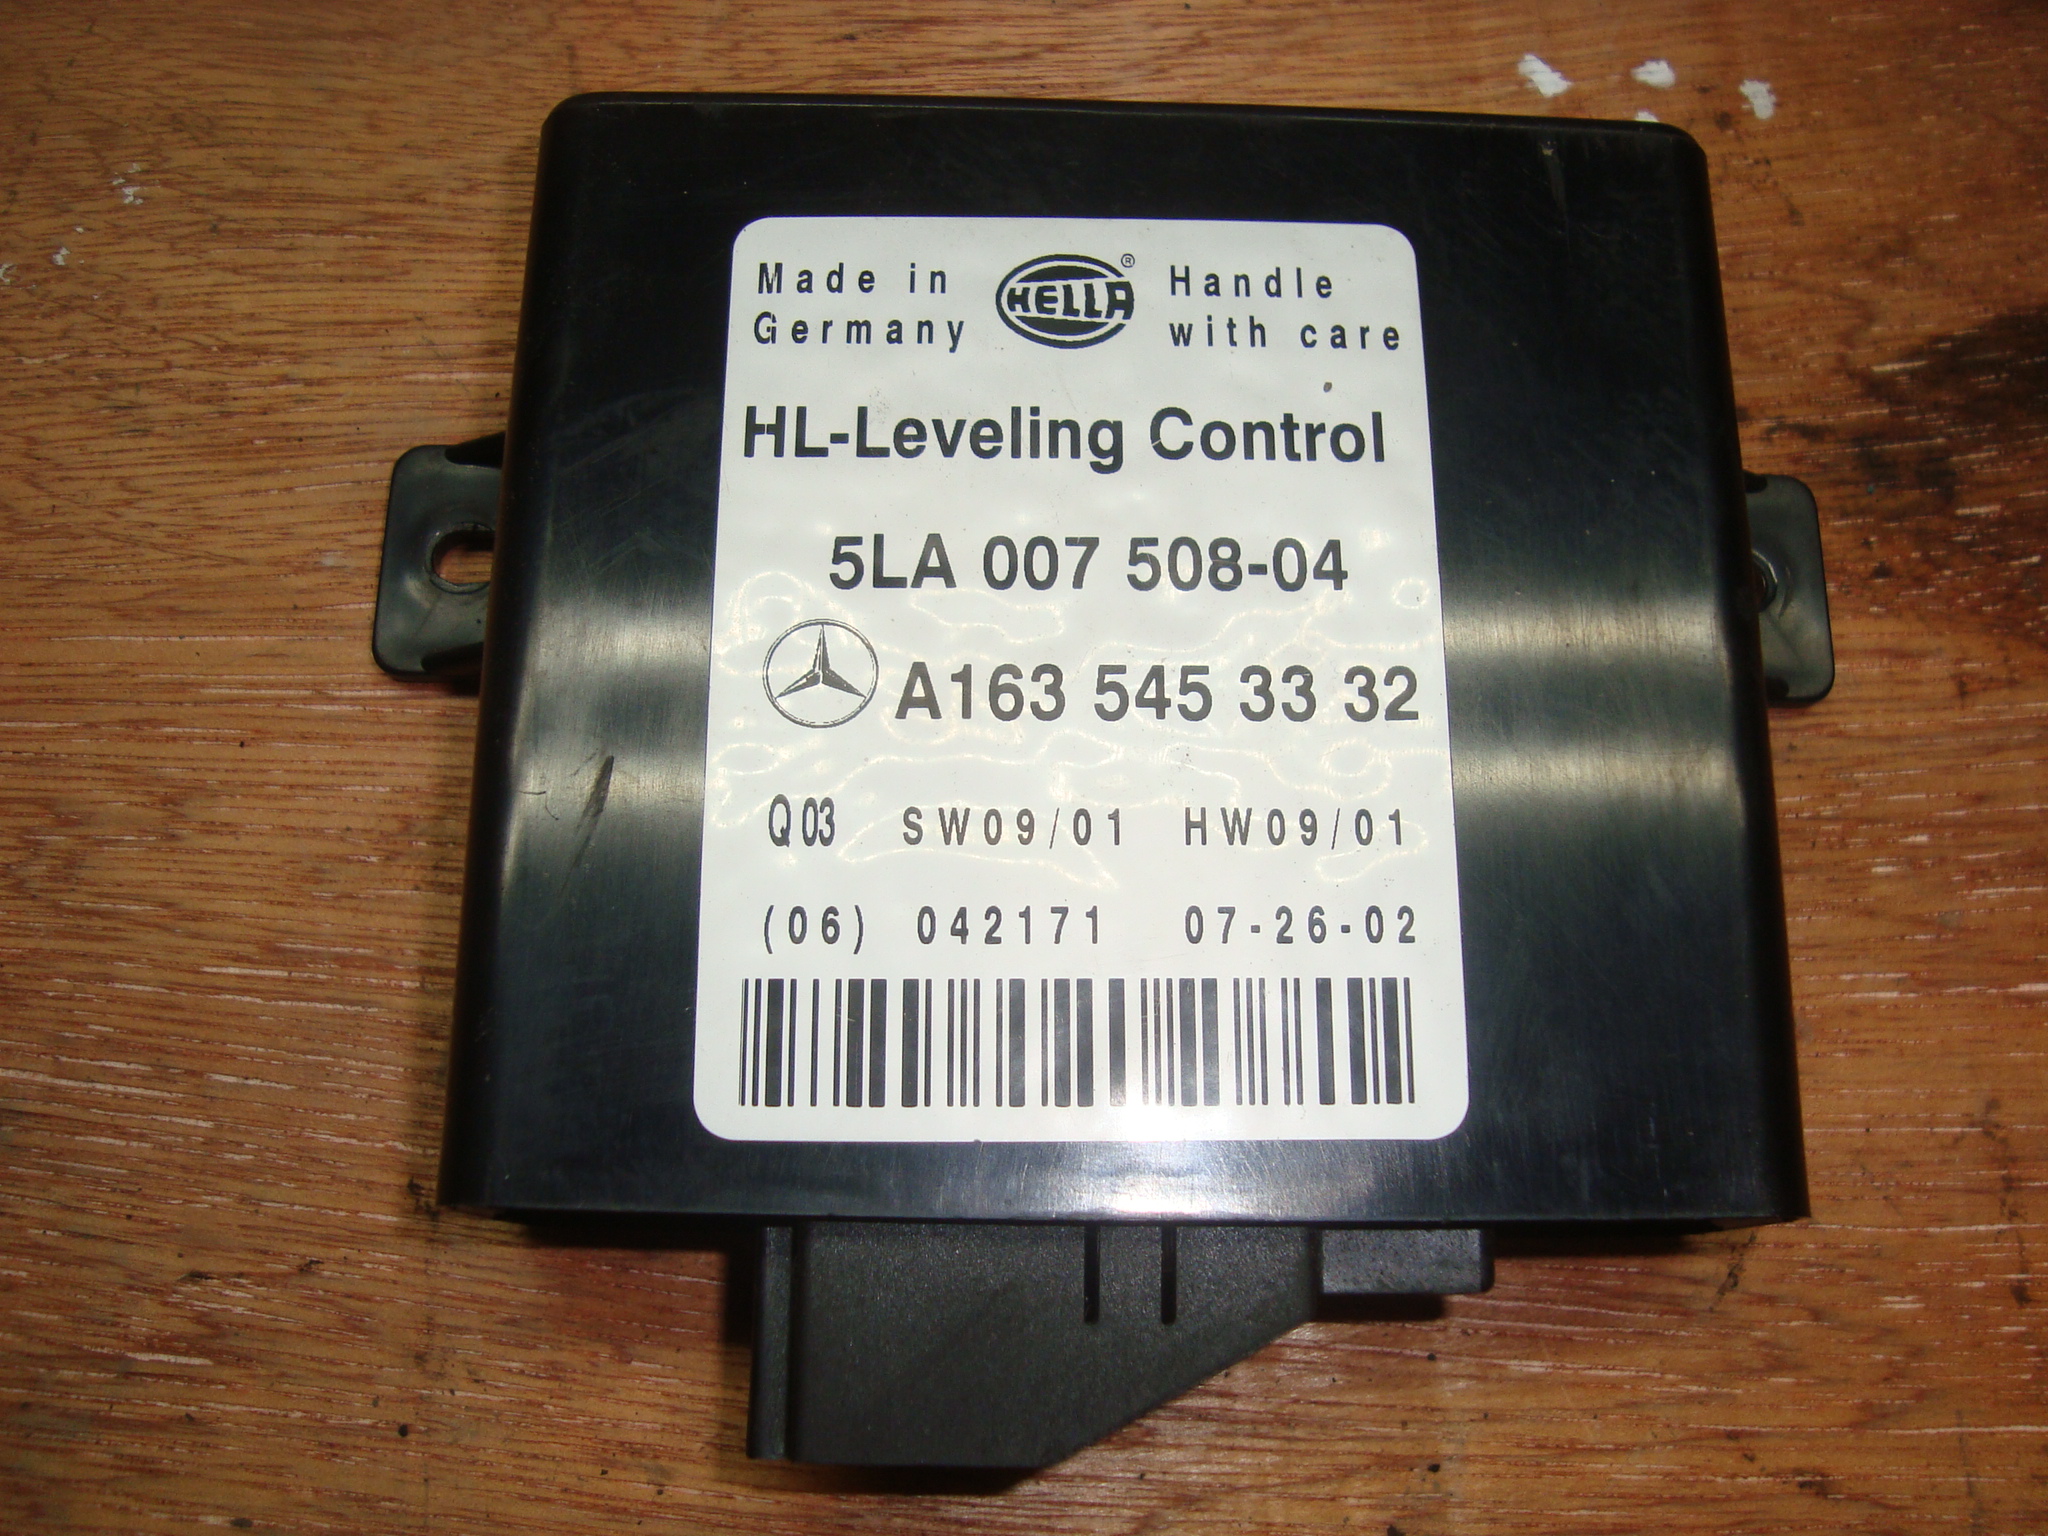 Made in
Germany
HELLA ®
Handle
with care
HL-Leveling Control
5LA 007 508-04
A163 545 33 32
Q03 SW09/01 HW09/01
(06) 042171 07-26-02